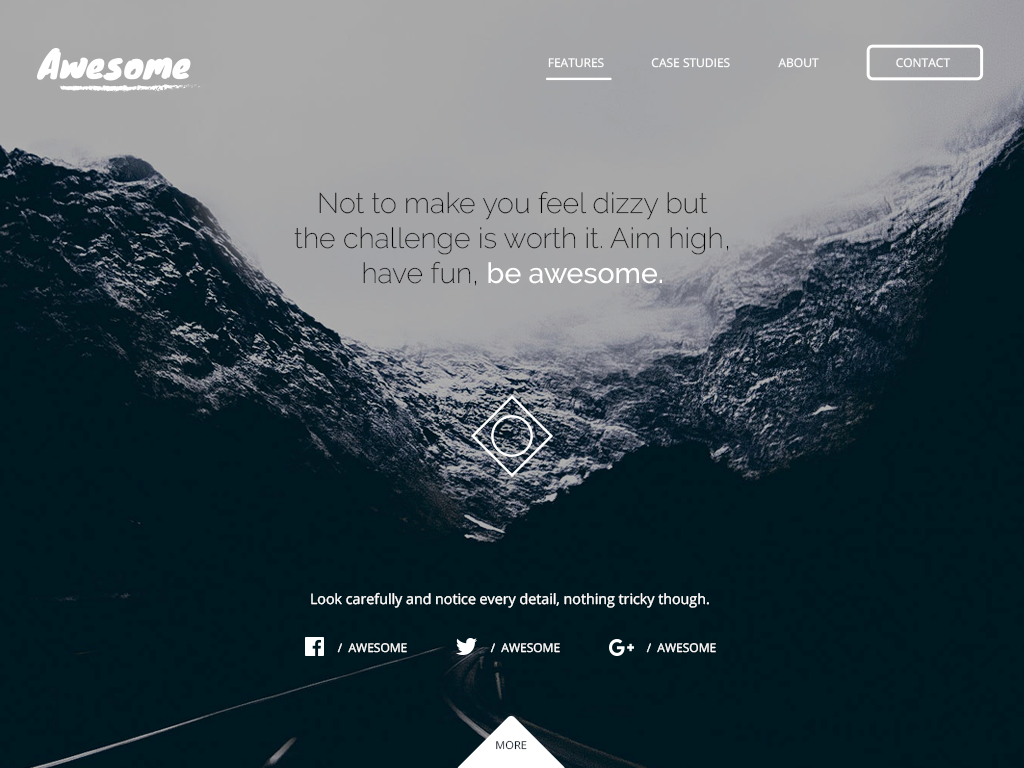 Awesome
FEATURES
CASE STUDIES
ABOUT
CONTACT
Not to make you feel dizzy but
the challenge is worth it. Aim high,
have fun, be awesome.
Look carefully and notice every detail, nothing tricky though.
/ AWESOME
/ AWESOME
G+ / AWESOME
MORE